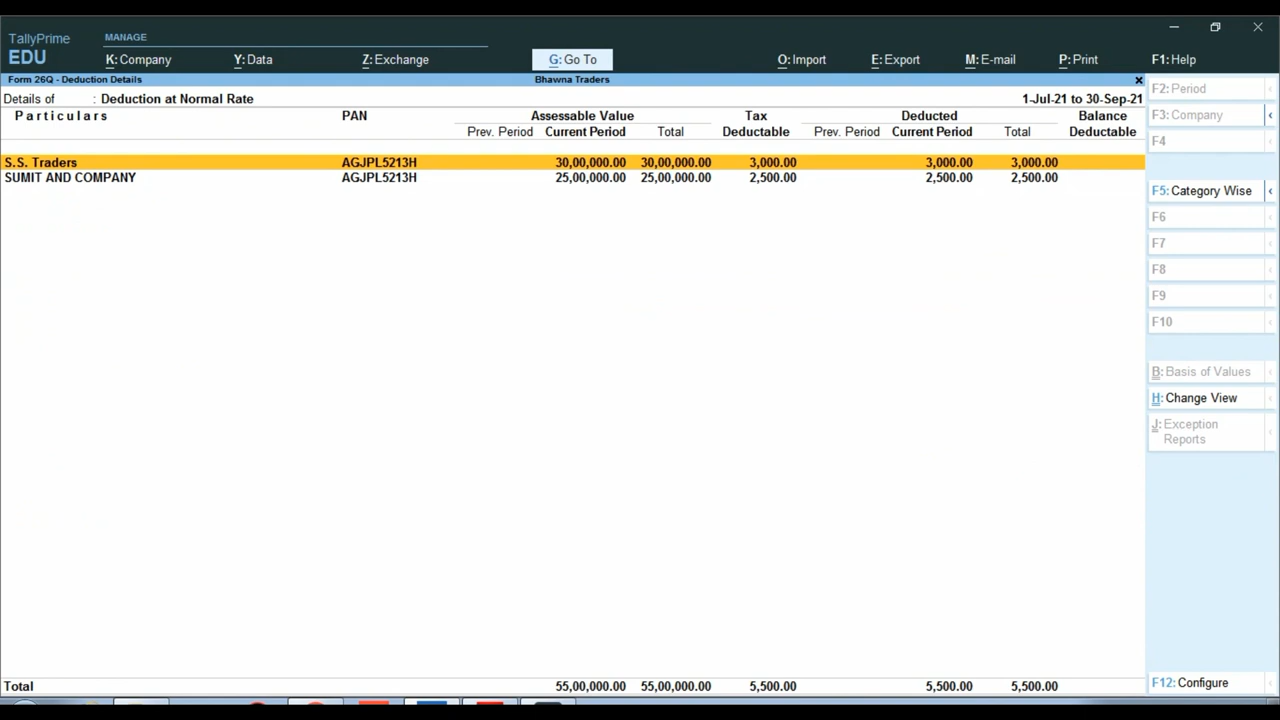 TallyPrime
EDU
MANAGE
K: Company
Y: Data
Z: Exchange
G: Go To
O: Import
E: Export
M: E-mail
P: Print
F1: Help
Form 26Q - Deduction Details
Bhawna Traders
Details of : Deduction at Normal Rate
1-Jul-21 to 30-Sep-21
Particulars PAN Assessable Value Tax Deducted Balance
Prev. Period Current Period Total Deductable Prev. Period Current Period Total Deductable
S.S. Traders AGJPL5213H 30,00,000.00 30,00,000.00 3,000.00 3,000.00 3,000.00
SUMIT AND COMPANY AGJPL5213H 25,00,000.00 25,00,000.00 2,500.00 2,500.00 2,500.00
Total 55,00,000.00 55,00,000.00 5,500.00 5,500.00 5,500.00
F2: Period
F3: Company
F4
F5: Category Wise
F6
F7
F8
F9
F10
B: Basis of Values
H: Change View
J: Exception
Reports
F12: Configure